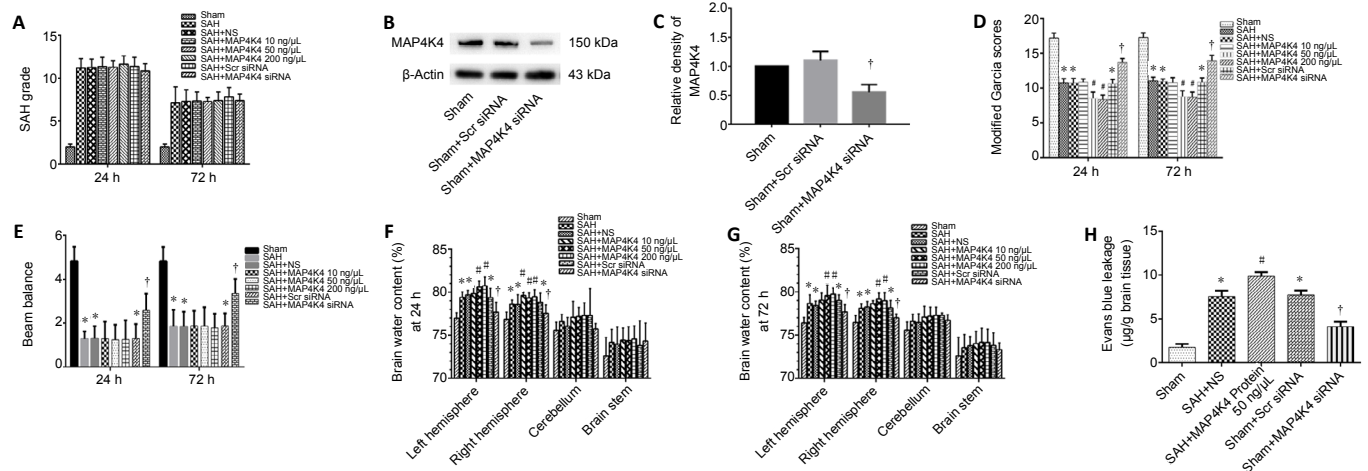 A
SAH grade
15
10
5
0
24 h
72 h
Sham
SAH
SAH+NS
SAH+MAP4K4 10 ng/µL
SAH+MAP4K4 50 ng/µL
SAH+MAP4K4 200 ng/µL
SAH+Scr siRNA
SAH+MAP4K4 siRNA
B
MAP4K4
150 kDa
β-Actin
43 kDa
Sham
Sham+Scr siRNA
Sham+MAP4K4 siRNA
C
Relative density of
MAP4K4
1.5
1.0
0.5
0.0
†
Sham
Sham+Scr siRNA
Sham+MAP4K4 siRNA
D
Modified Garcia scores
20
15
10
5
0
* * # # * †
* * # # * †
24 h
72 h
Sham
SAH
SAH+NS
SAH+MAP4K4 10 ng/µL
SAH+MAP4K4 50 ng/µL
SAH+MAP4K4 200 ng/µL
SAH+Scr siRNA
SAH+MAP4K4 siRNA
E
Beam balance
6
4
2
0
* * * †
* * * †
24 h
72 h
Sham
SAH
SAH+NS
SAH+MAP4K4 10 ng/µL
SAH+MAP4K4 50 ng/µL
SAH+MAP4K4 200 ng/µL
SAH+Scr siRNA
SAH+MAP4K4 siRNA
F
Brain water content (%)
at 24 h
85
80
75
70
* * # # * †
* * # # * †
Left hemisphere
Right hemisphere
Cerebellum
Brain stem
Sham
SAH
SAH+NS
SAH+MAP4K4 10 ng/µL
SAH+MAP4K4 50 ng/µL
SAH+MAP4K4 200 ng/µL
SAH+Scr siRNA
SAH+MAP4K4 siRNA
G
Brain water content (%)
at 72 h
85
80
75
70
* * # # * †
* * # # * †
Left hemisphere
Right hemisphere
Cerebellum
Brain stem
Sham
SAH
SAH+NS
SAH+MAP4K4 10 ng/µL
SAH+MAP4K4 50 ng/µL
SAH+MAP4K4 200 ng/µL
SAH+Scr siRNA
SAH+MAP4K4 siRNA
H
Evans blue leakage
(µg/g brain tissue)
15
10
5
0
* # * †
Sham
SAH+NS
SAH+MAP4K4 Protein
50 ng/µL
Sham+Scr siRNA
Sham+MAP4K4 siRNA